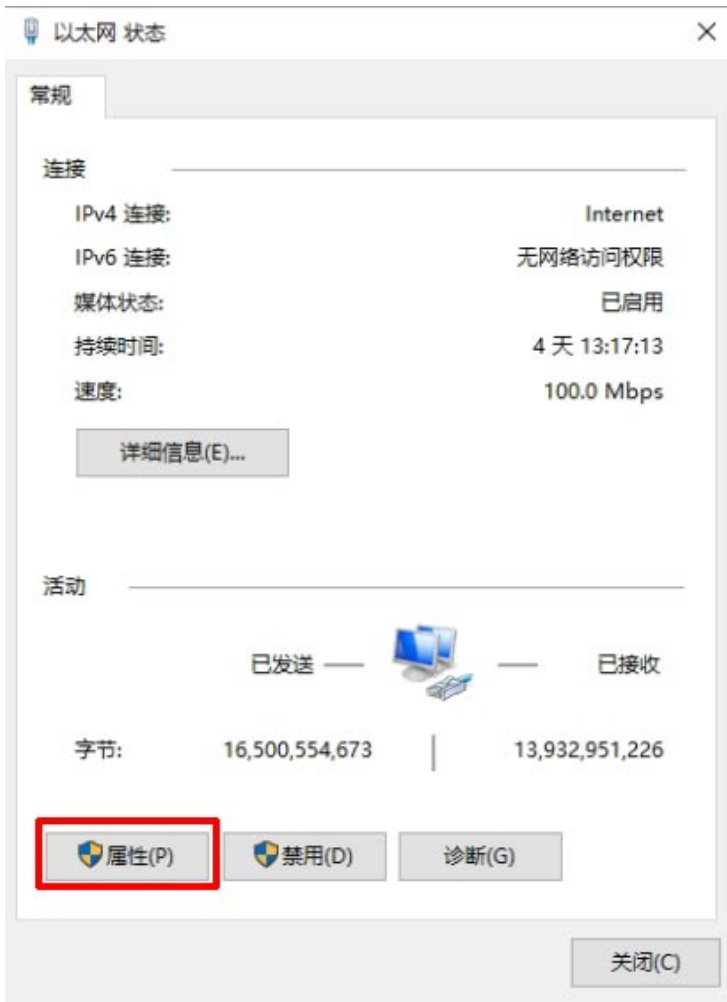 以太网 状态
常规
连接
IPv4 连接: Internet
IPv6 连接: 无网络访问权限
媒体状态: 已启用
持续时间: 4 天 13:17:13
速度: 100.0 Mbps
详细信息(E)...
活动
已发送 — — 已接收
字节: 16,500,554,673 | 13,932,951,226
属性(P) 禁用(D) 诊断(G)
关闭(C)